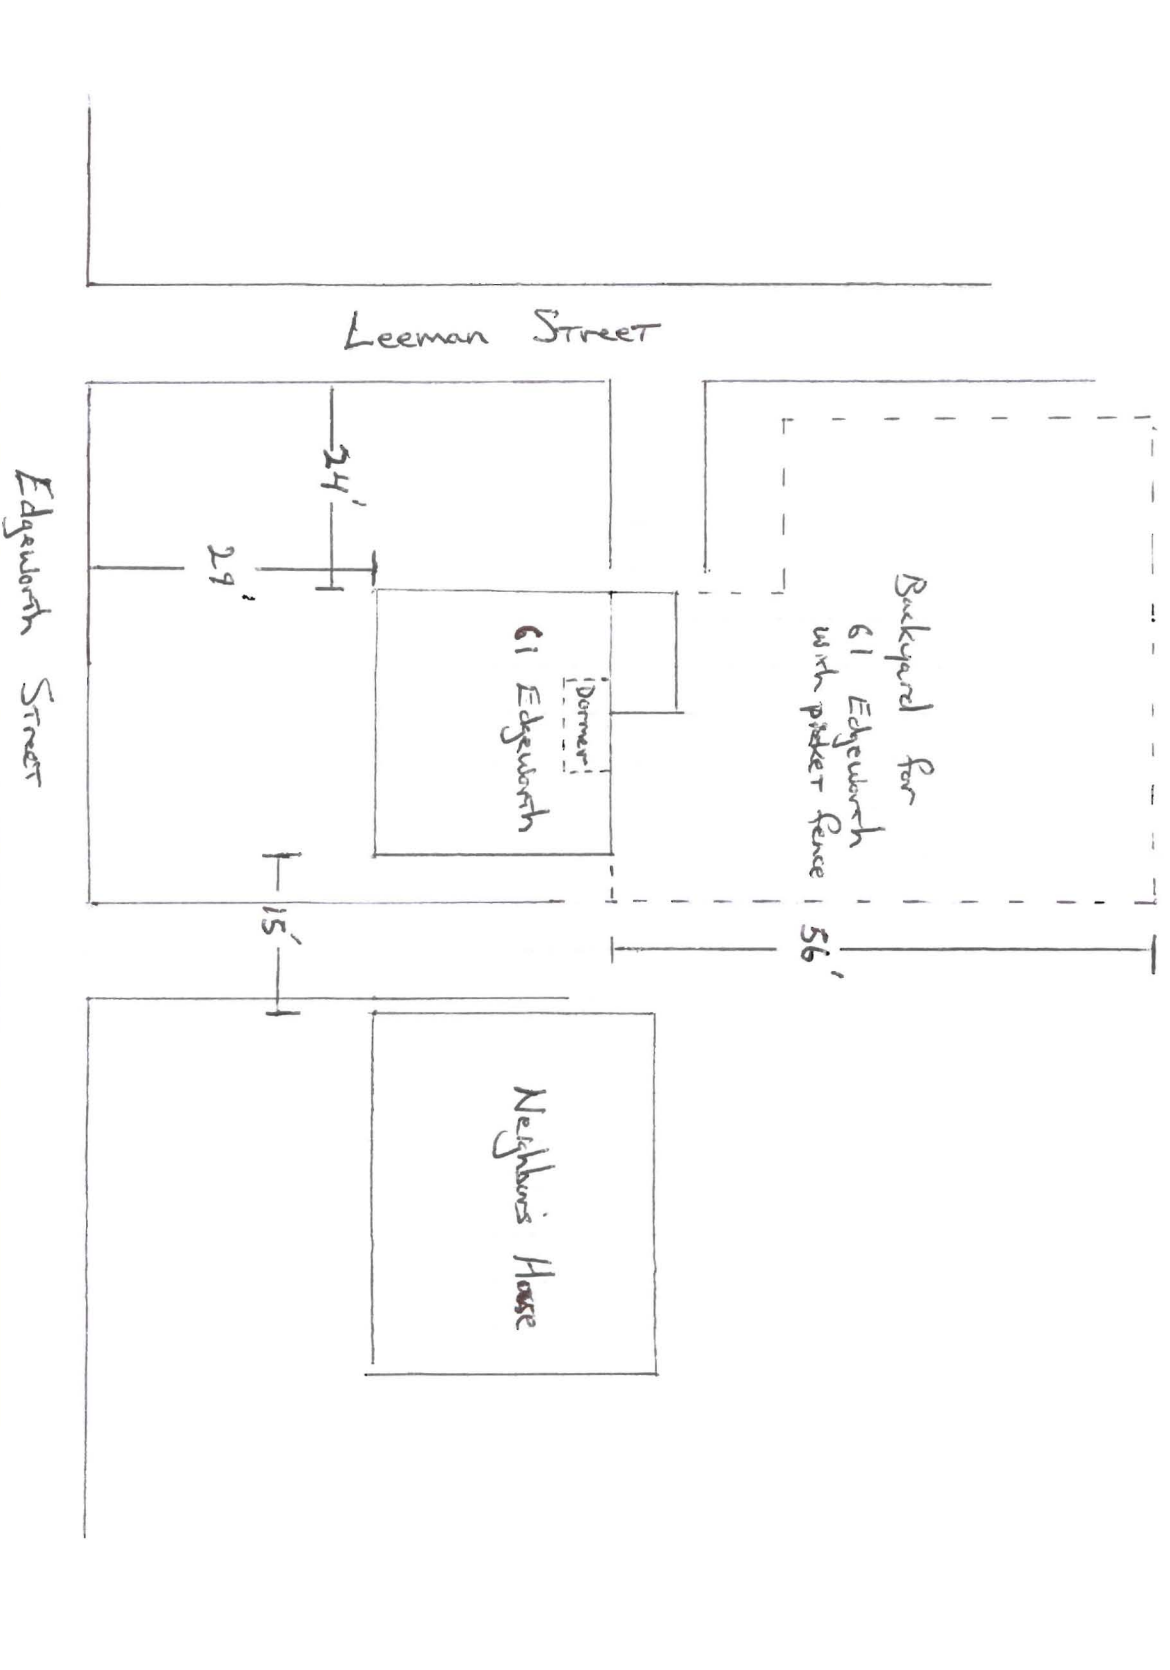 Leeman Street
24'
29'
Edgeworth Street
61 Edgeworth
Dormer
Backyard for
61 Edgeworth
with picket fence
56'
15'
Neighbours House